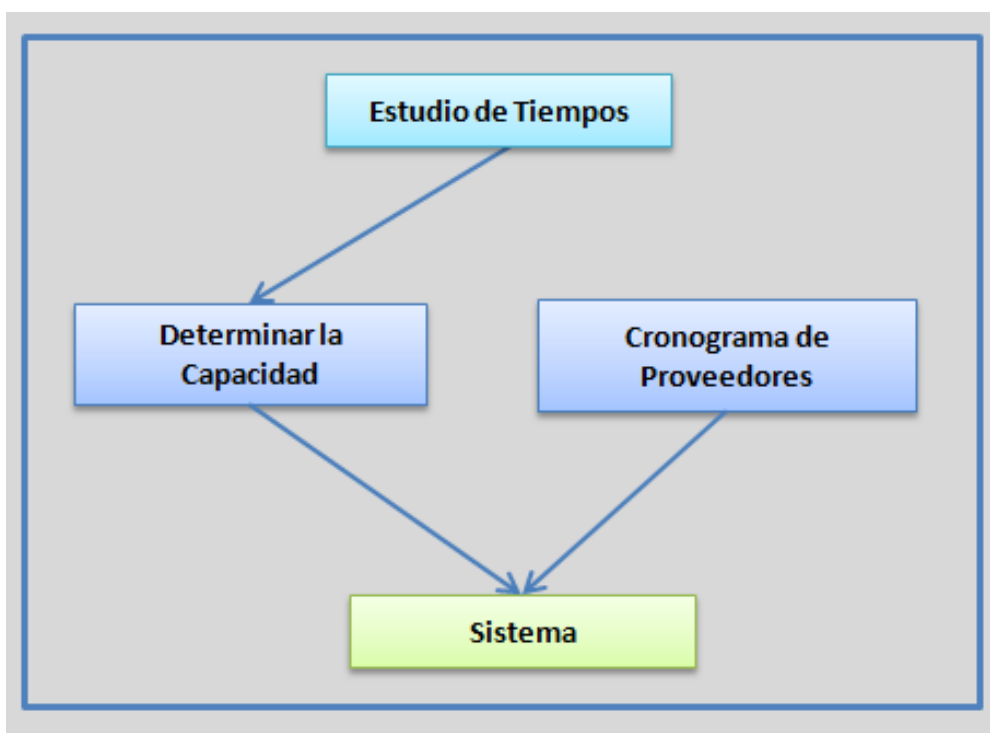 Estudio de Tiempos
Determinar la
Capacidad
Cronograma de
Proveedores
Sistema